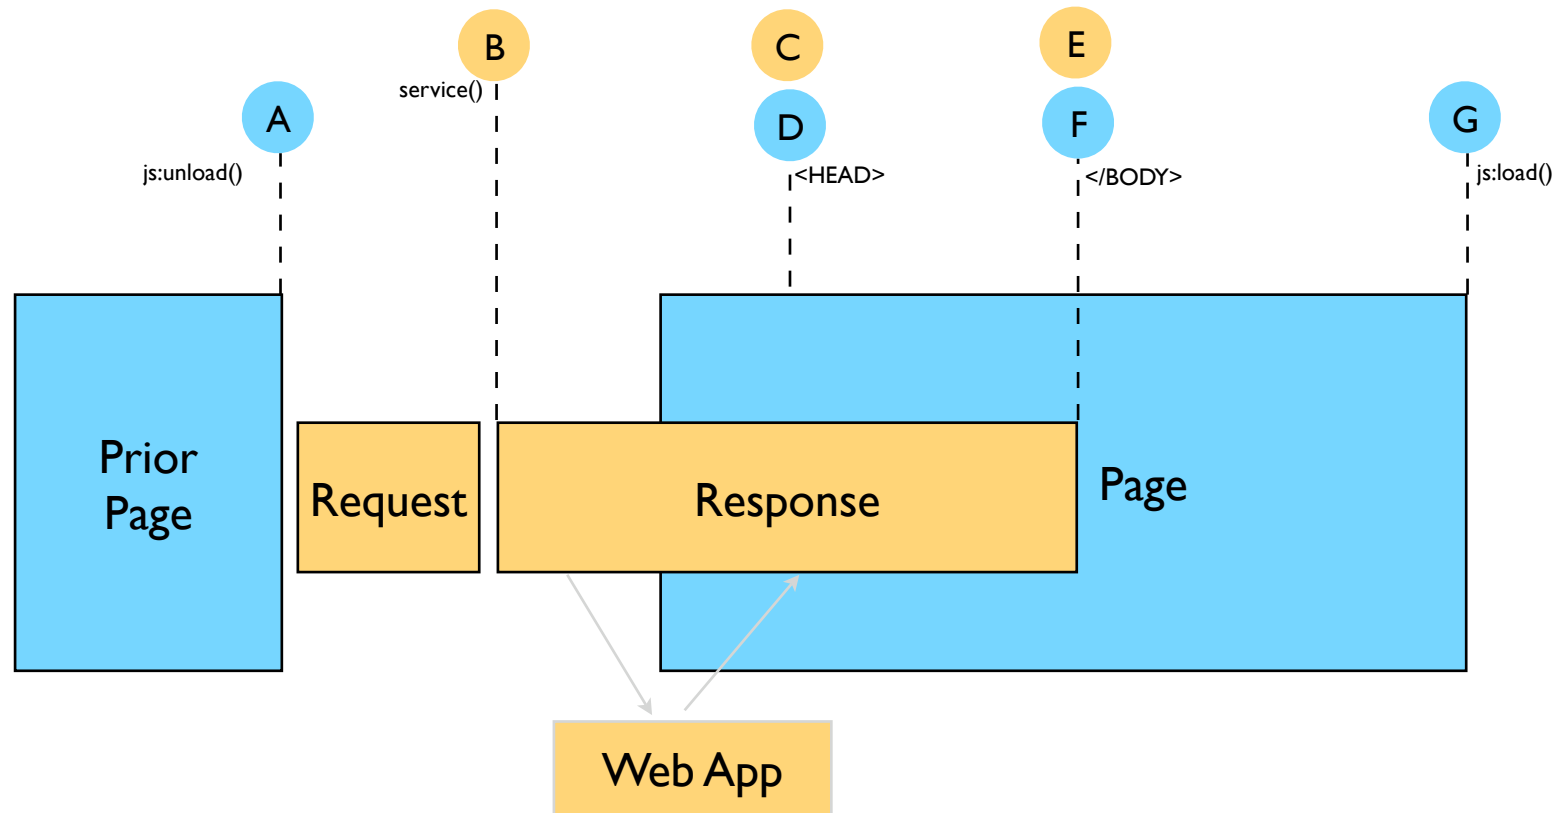 B
C
E
service()
A
D
F
G
js:unload()
<HEAD>
</BODY>
js:load()
Prior
Page
Request
Response
Page
Web App